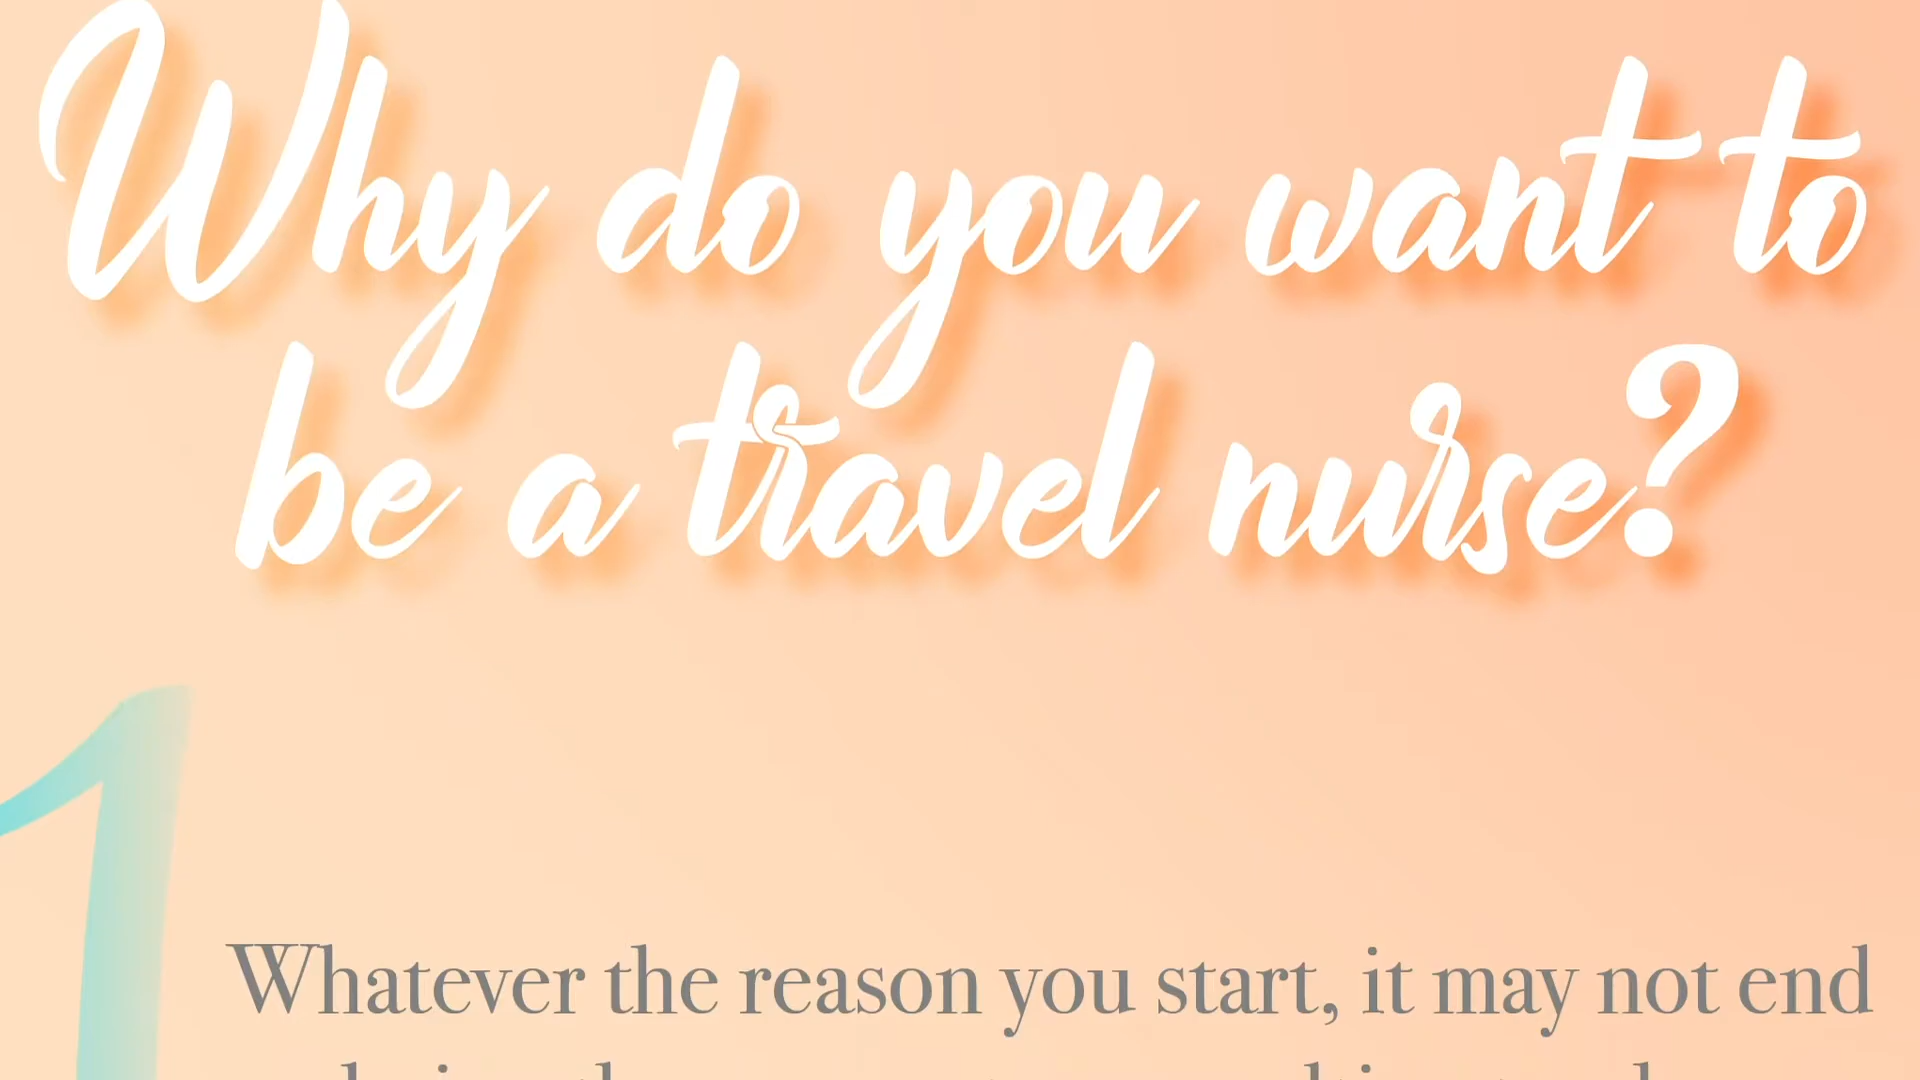 Why do you want to
be a travel nurse?
1
Whatever the reason you start, it may not end